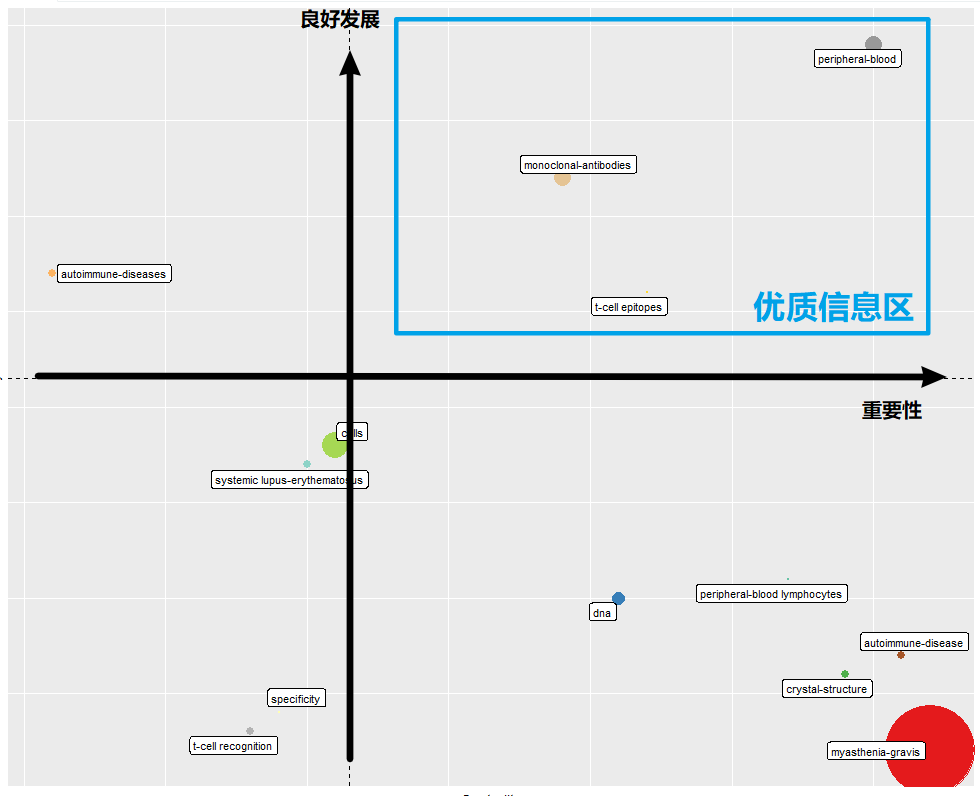 良好发展
peripheral-blood
monoclonal-antibodies
autoimmune-diseases
t-cell epitopes
优质信息区
重要性
cells
systemic lupus-erythematosus
peripheral-blood lymphocytes
dna
autoimmune-disease
crystal-structure
specificity
t-cell recognition
myasthenia-gravis